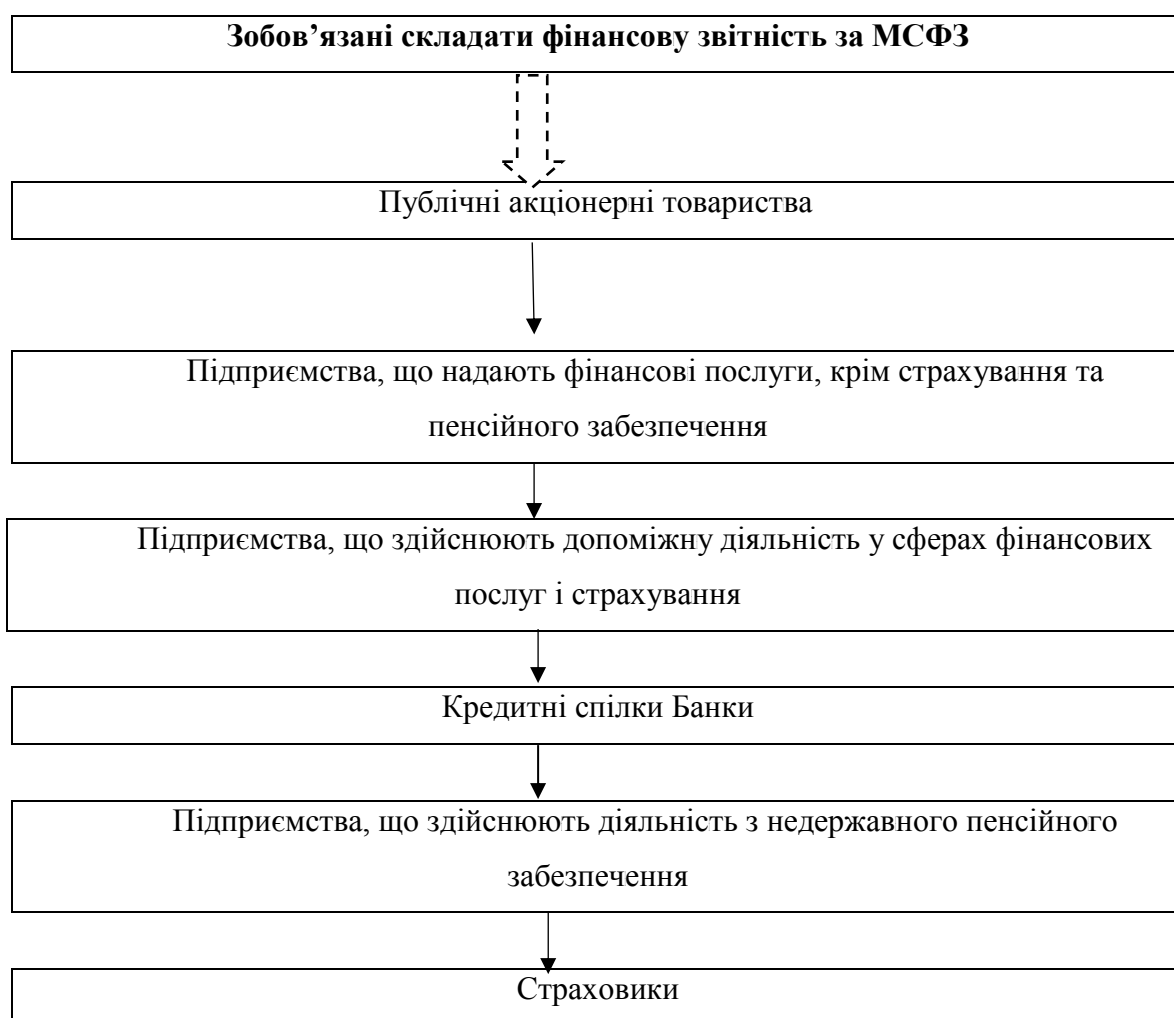 Зобов’язані складати фінансову звітність за МСФЗ
Публічні акціонерні товариства
Підприємства, що надають фінансові послуги, крім страхування та
пенсійного забезпечення
Підприємства, що здійснюють допоміжну діяльність у сферах фінансових
послуг і страхування
Кредитні спілки Банки
Підприємства, що здійснюють діяльність з недержавного пенсійного
забезпечення
Страховики